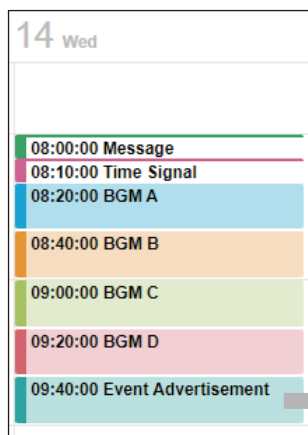 14 Wed
08:00:00 Message
08:10:00 Time Signal
08:20:00 BGM A
08:40:00 BGM B
09:00:00 BGM C
09:20:00 BGM D
09:40:00 Event Advertisement